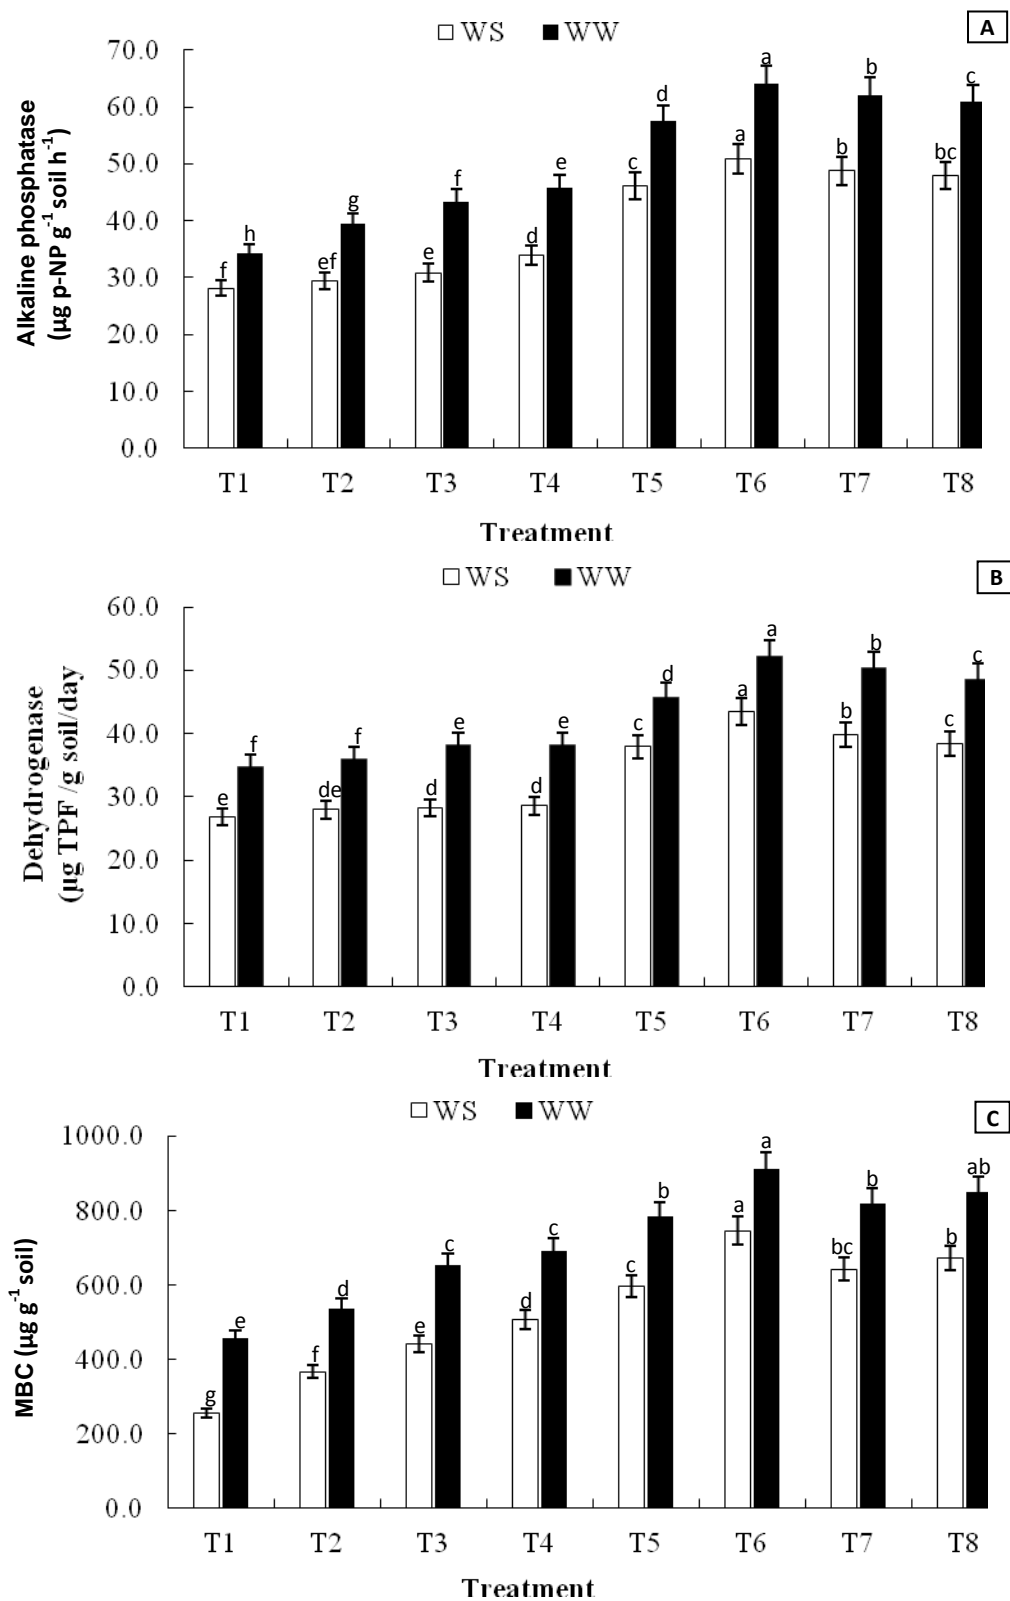 WS WW
A
Alkaline phosphatase
(µg p-NP g-1 soil h-1)
70.0
60.0
50.0
40.0
30.0
20.0
10.0
0.0
f h ef g e f d e c d a a b b bc c
T1 T2 T3 T4 T5 T6 T7 T8
Treatment
WS WW
B
Dehydrogenase
(µg TPF /g soil/day
60.0
50.0
40.0
30.0
20.0
10.0
0.0
e f de f d e d e c d a a b b c c
T1 T2 T3 T4 T5 T6 T7 T8
Treatment
WS WW
C
MBC (µg g-1 soil)
1000.0
800.0
600.0
400.0
200.0
0.0
g e f d e c d c c b a a bc b b ab
T1 T2 T3 T4 T5 T6 T7 T8
Treatment